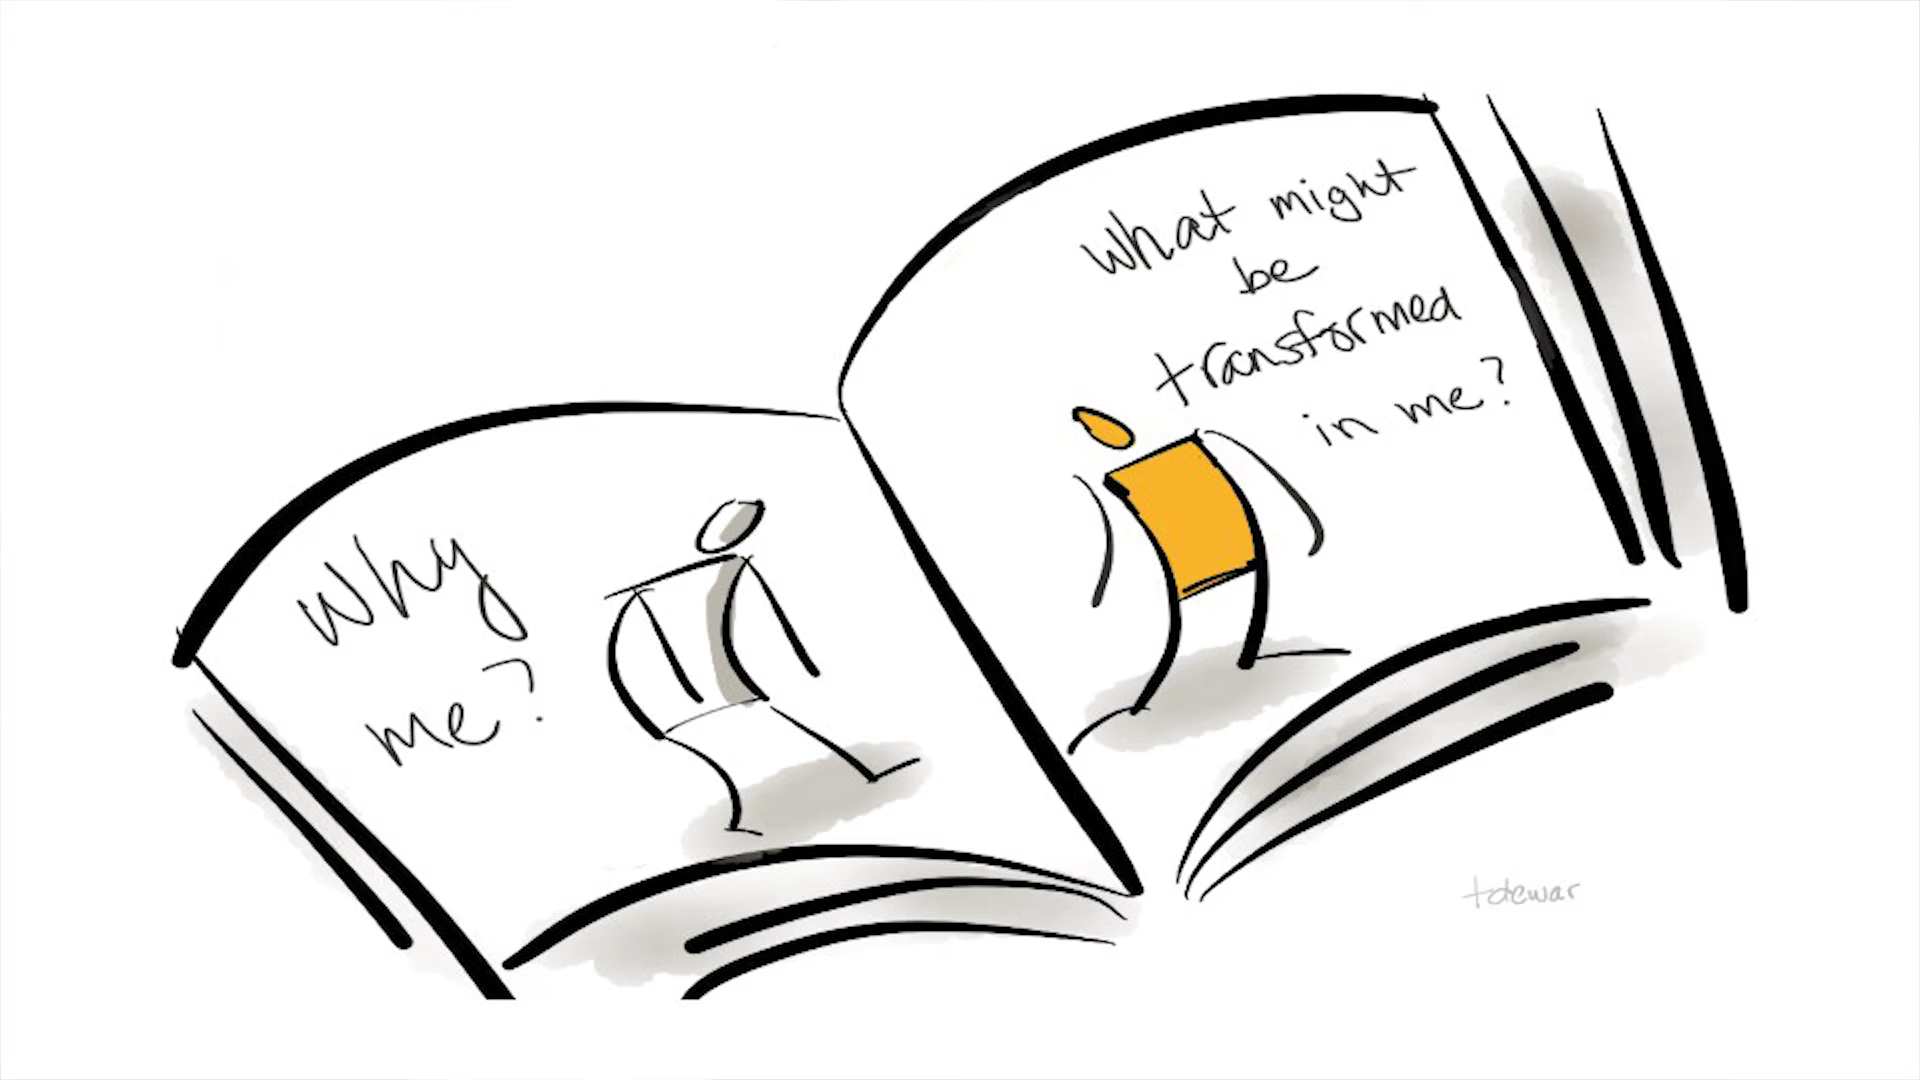 Why
me?
What might
be
transformed
in me?
tdewar